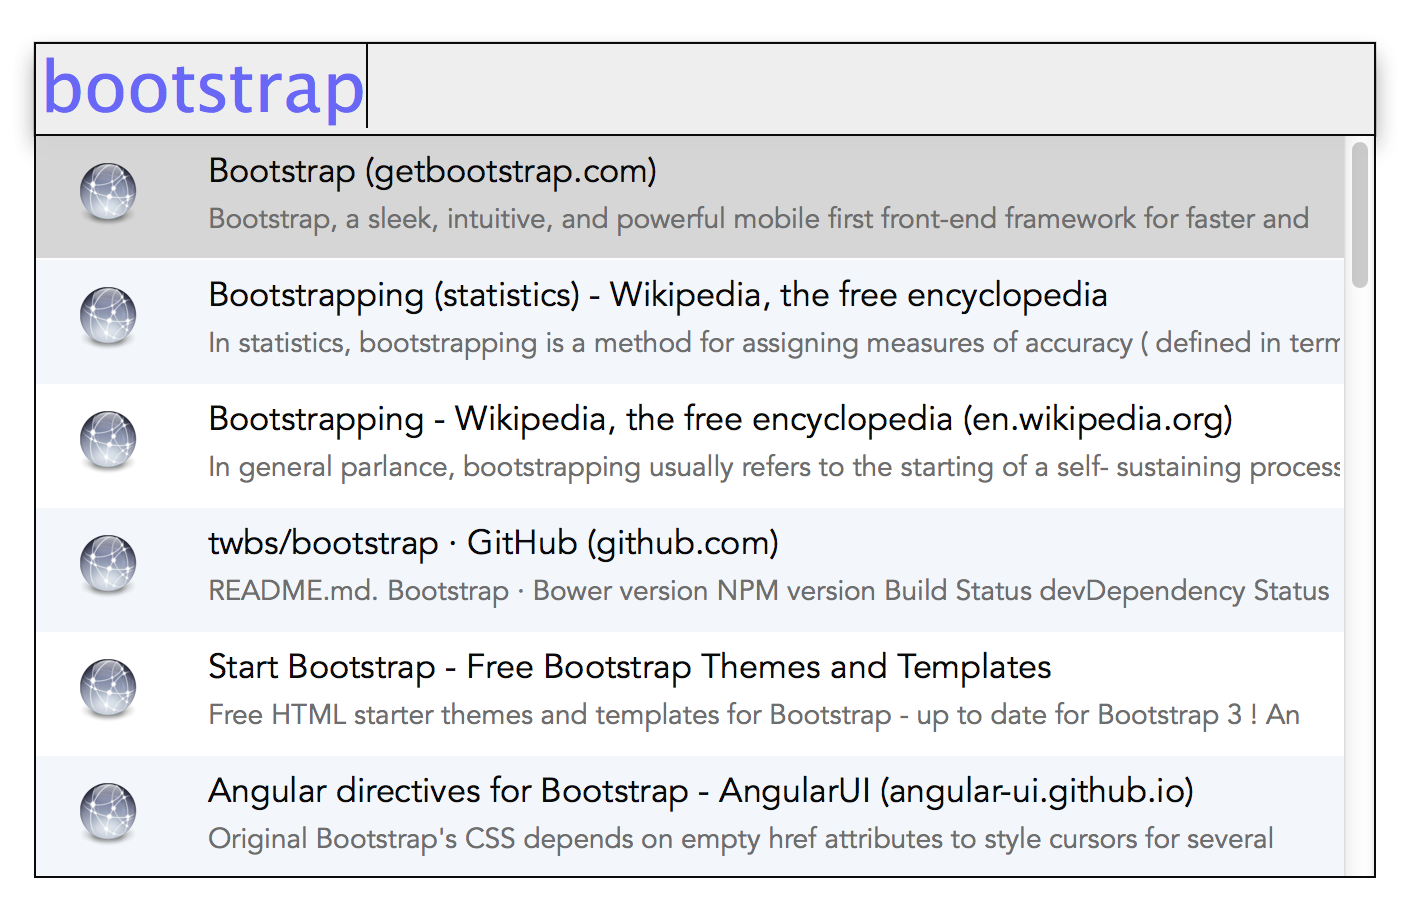 bootstrap
Bootstrap (getbootstrap.com)
Bootstrap, a sleek, intuitive, and powerful mobile first front-end framework for faster and
Bootstrapping (statistics) - Wikipedia, the free encyclopedia
In statistics, bootstrapping is a method for assigning measures of accuracy ( defined in term
Bootstrapping - Wikipedia, the free encyclopedia (en.wikipedia.org)
In general parlance, bootstrapping usually refers to the starting of a self- sustaining process
twbs/bootstrap · GitHub (github.com)
README.md. Bootstrap · Bower version NPM version Build Status devDependency Status
Start Bootstrap - Free Bootstrap Themes and Templates
Free HTML starter themes and templates for Bootstrap - up to date for Bootstrap 3 ! An
Angular directives for Bootstrap - AngularUI (angular-ui.github.io)
Original Bootstrap's CSS depends on empty href attributes to style cursors for several